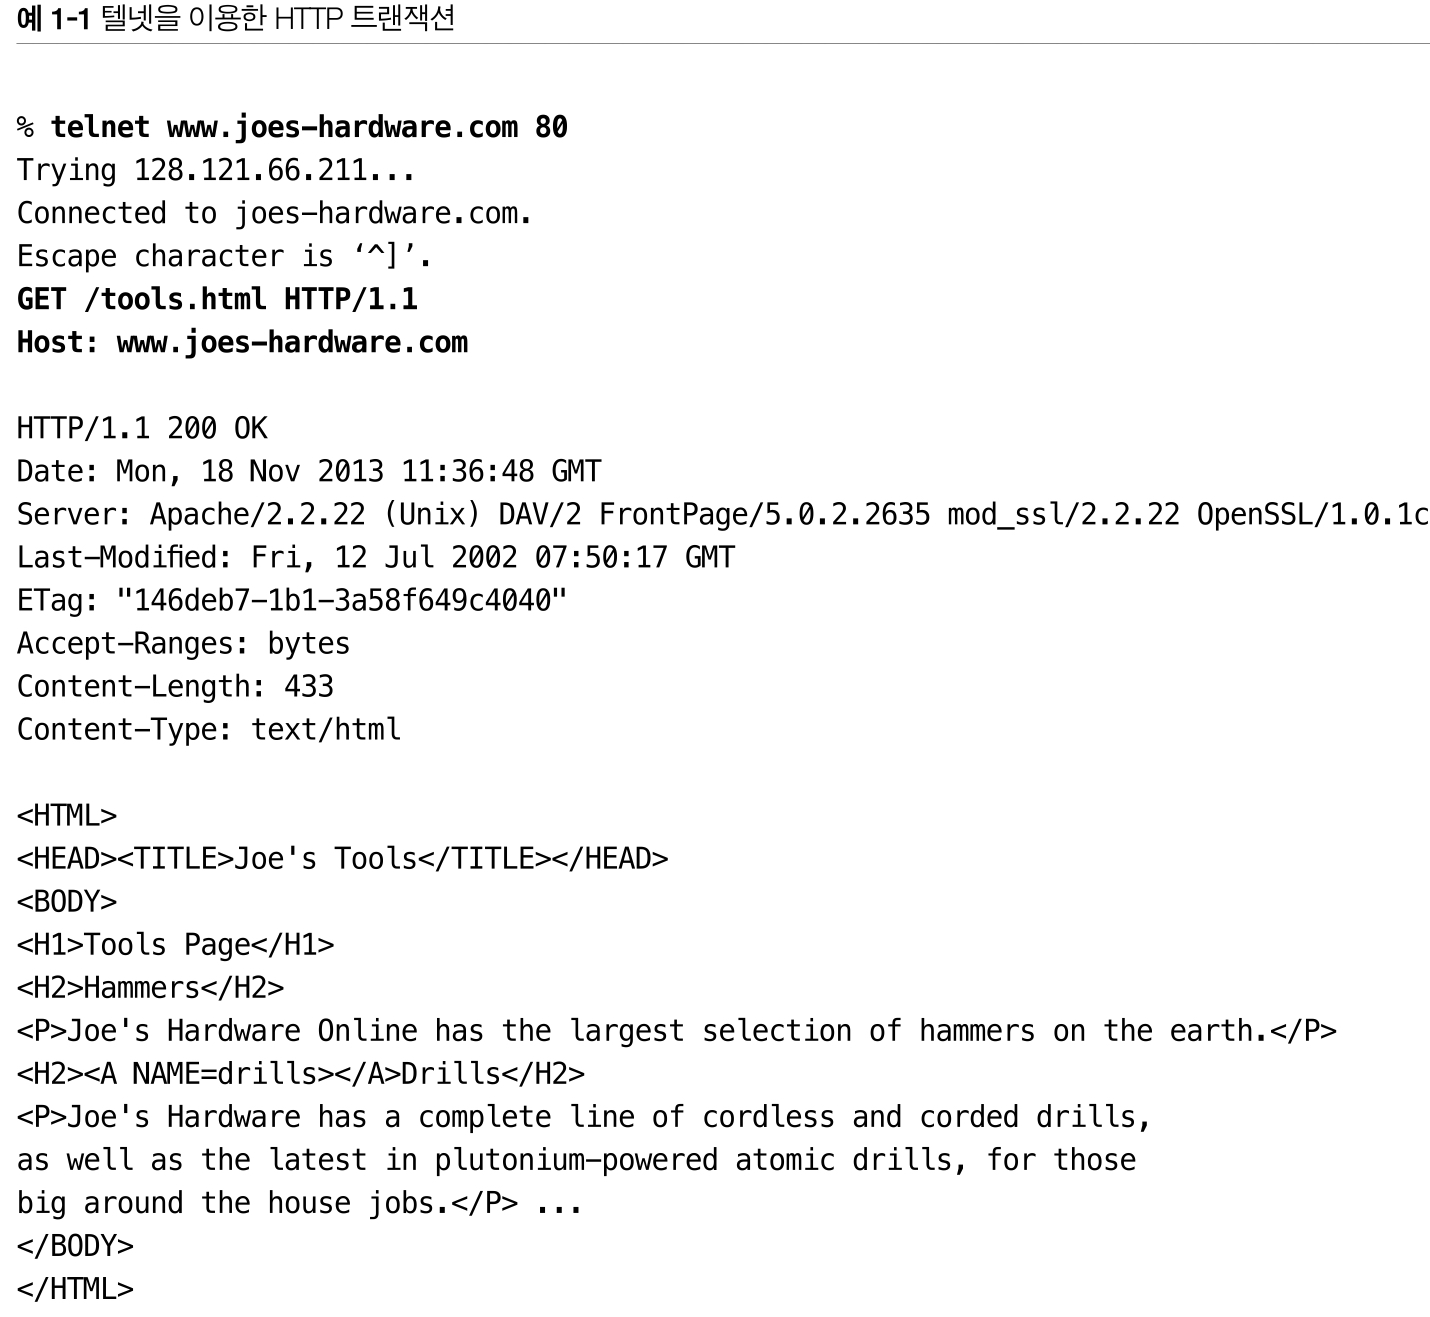 예 1-1 텔넷을 이용한 HTTP 트랜잭션
% telnet www.joes-hardware.com 80
Trying 128.121.66.211...
Connected to joes-hardware.com.
Escape character is ‘^]’.
GET /tools.html HTTP/1.1
Host: www.joes-hardware.com
HTTP/1.1 200 OK
Date: Mon, 18 Nov 2013 11:36:48 GMT
Server: Apache/2.2.22 (Unix) DAV/2 FrontPage/5.0.2.2635 mod_ssl/2.2.22 OpenSSL/1.0.1c
Last-Modified: Fri, 12 Jul 2002 07:50:17 GMT
ETag: "146deb7-1b1-3a58f649c4040"
Accept-Ranges: bytes
Content-Length: 433
Content-Type: text/html
<HTML>
<HEAD><TITLE>Joe's Tools</TITLE></HEAD>
<BODY>
<H1>Tools Page</H1>
<H2>Hammers</H2>
<P>Joe's Hardware Online has the largest selection of hammers on the earth.</P>
<H2><A NAME=drills></A>Drills</H2>
<P>Joe's Hardware has a complete line of cordless and corded drills,
as well as the latest in plutonium-powered atomic drills, for those
big around the house jobs.</P> ...
</BODY>
</HTML>